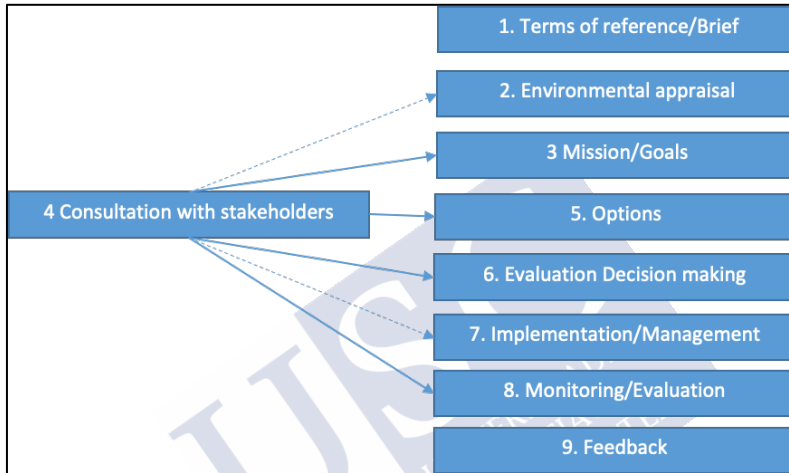 1. Terms of reference/Brief
2. Environmental appraisal
3 Mission/Goals
4 Consultation with stakeholders
5. Options
6. Evaluation Decision making
7. Implementation/Management
8. Monitoring/Evaluation
9. Feedback
USC